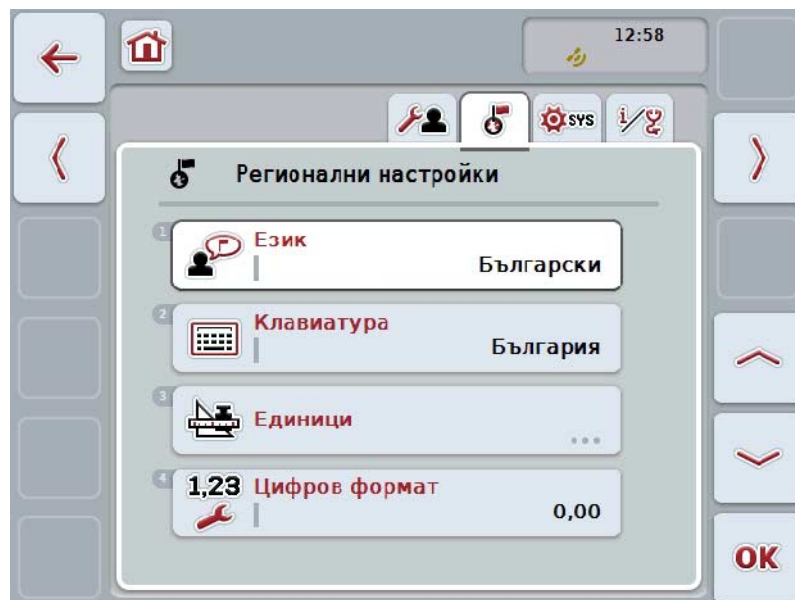 12:58
SYS
i/
Регионални настройки
1
Език
Български
2
Клавиатура
България
3
Единици
...
4
1,23
Цифров формат
0,00
OK